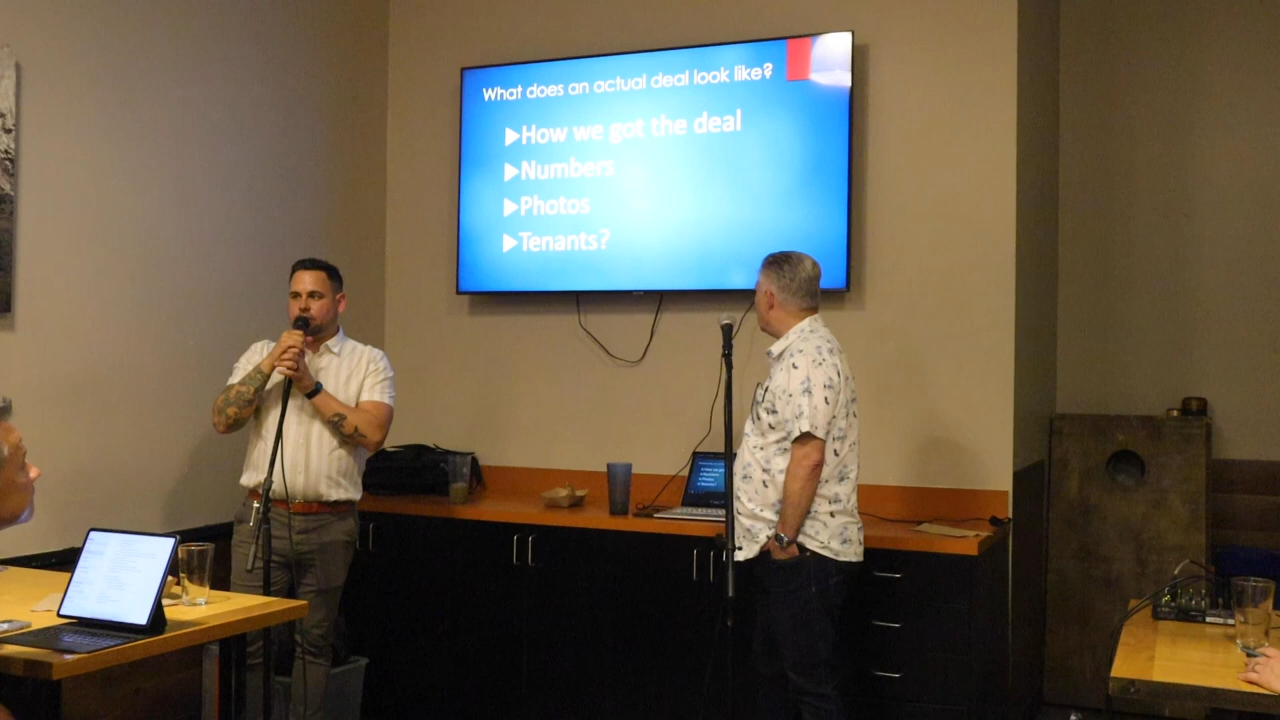 What does an actual deal look like?
▶How we got the deal
▶Numbers
▶Photos
▶Tenants?